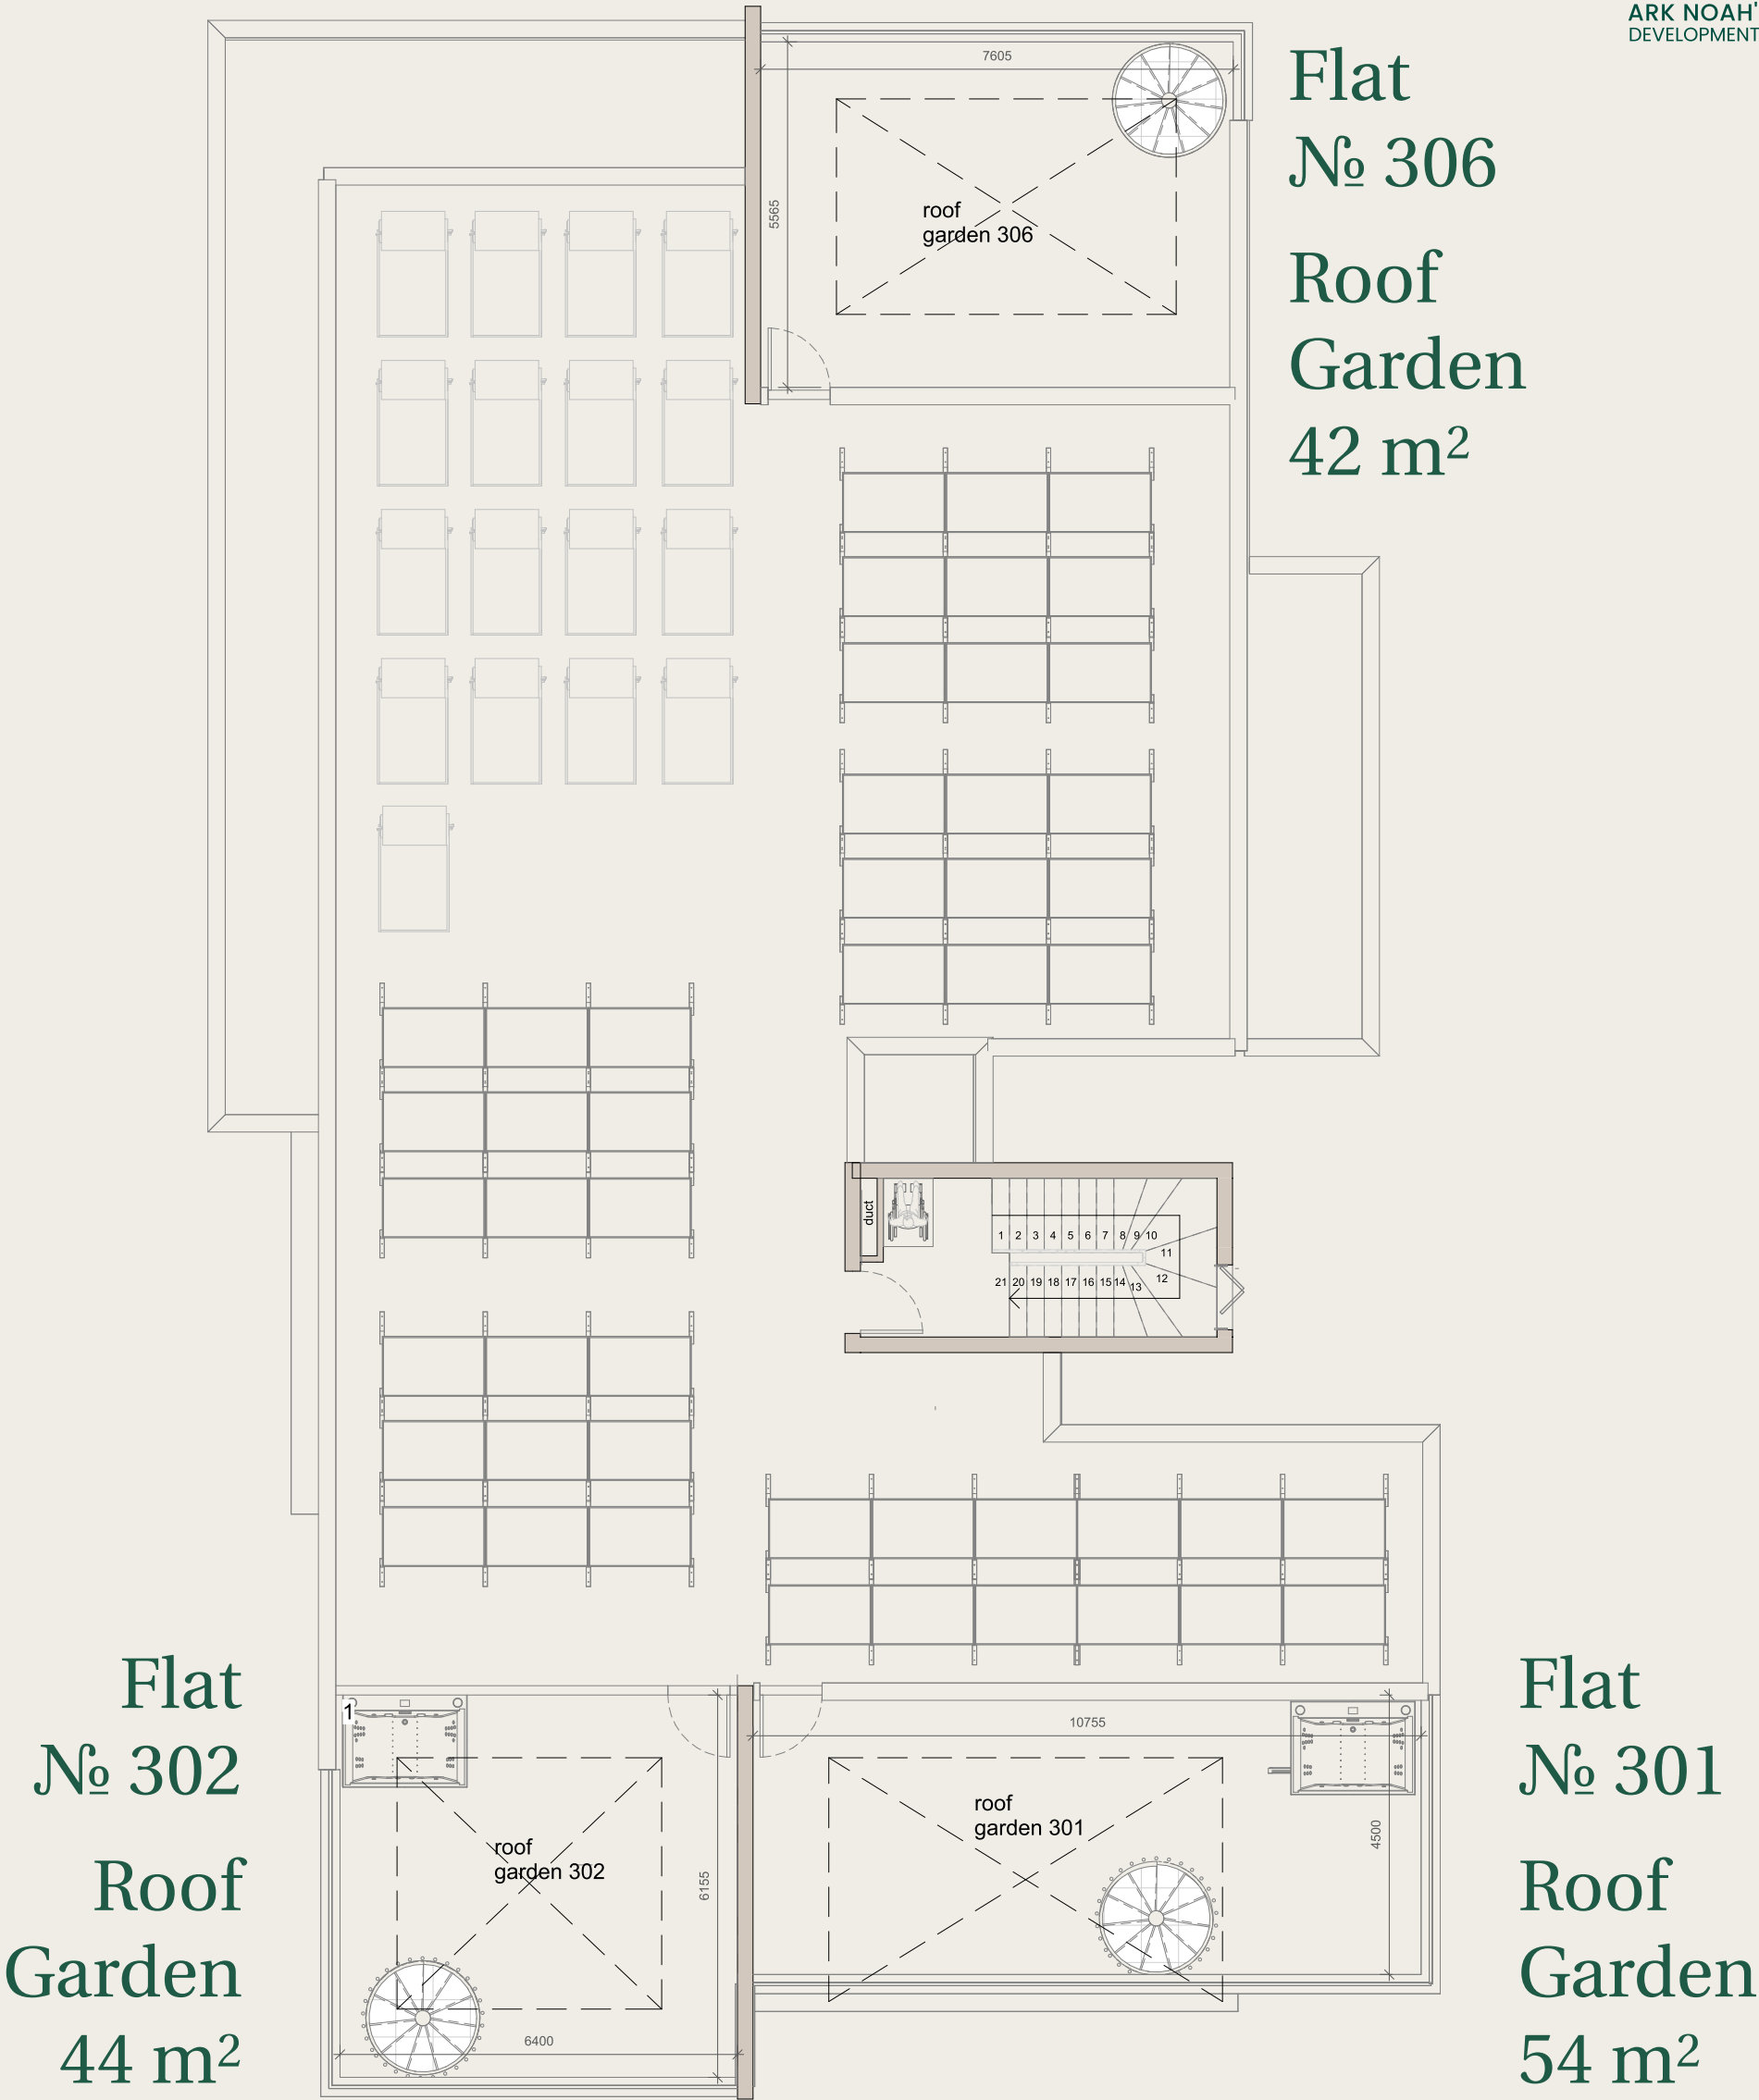 ARK NOAH'
DEVELOPMENT
Flat
№ 306
Roof
Garden
42 m²
7605
5565
roof
garden 306
duct
1 2 3 4 5 6 7 8 9 10
11
12
21 20 19 18 17 16 15 14 13
Flat
№ 302
Roof
Garden
44 m²
1
roof
garden 302
6155
6400
10755
roof
garden 301
4500
Flat
№ 301
Roof
Garden
54 m²